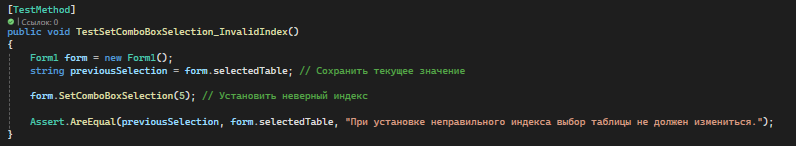 [TestMethod]
| Ссылок: 0
public void TestSetComboBoxSelection_InvalidIndex()
{
Form1 form = new Form1();
string previousSelection = form.selectedTable; // Сохранить текущее значение
form.SetComboBoxSelection(5); // Установить неверный индекс
Assert.AreEqual(previousSelection, form.selectedTable, "При установке неправильного индекса выбор таблицы не должен измениться.");
}